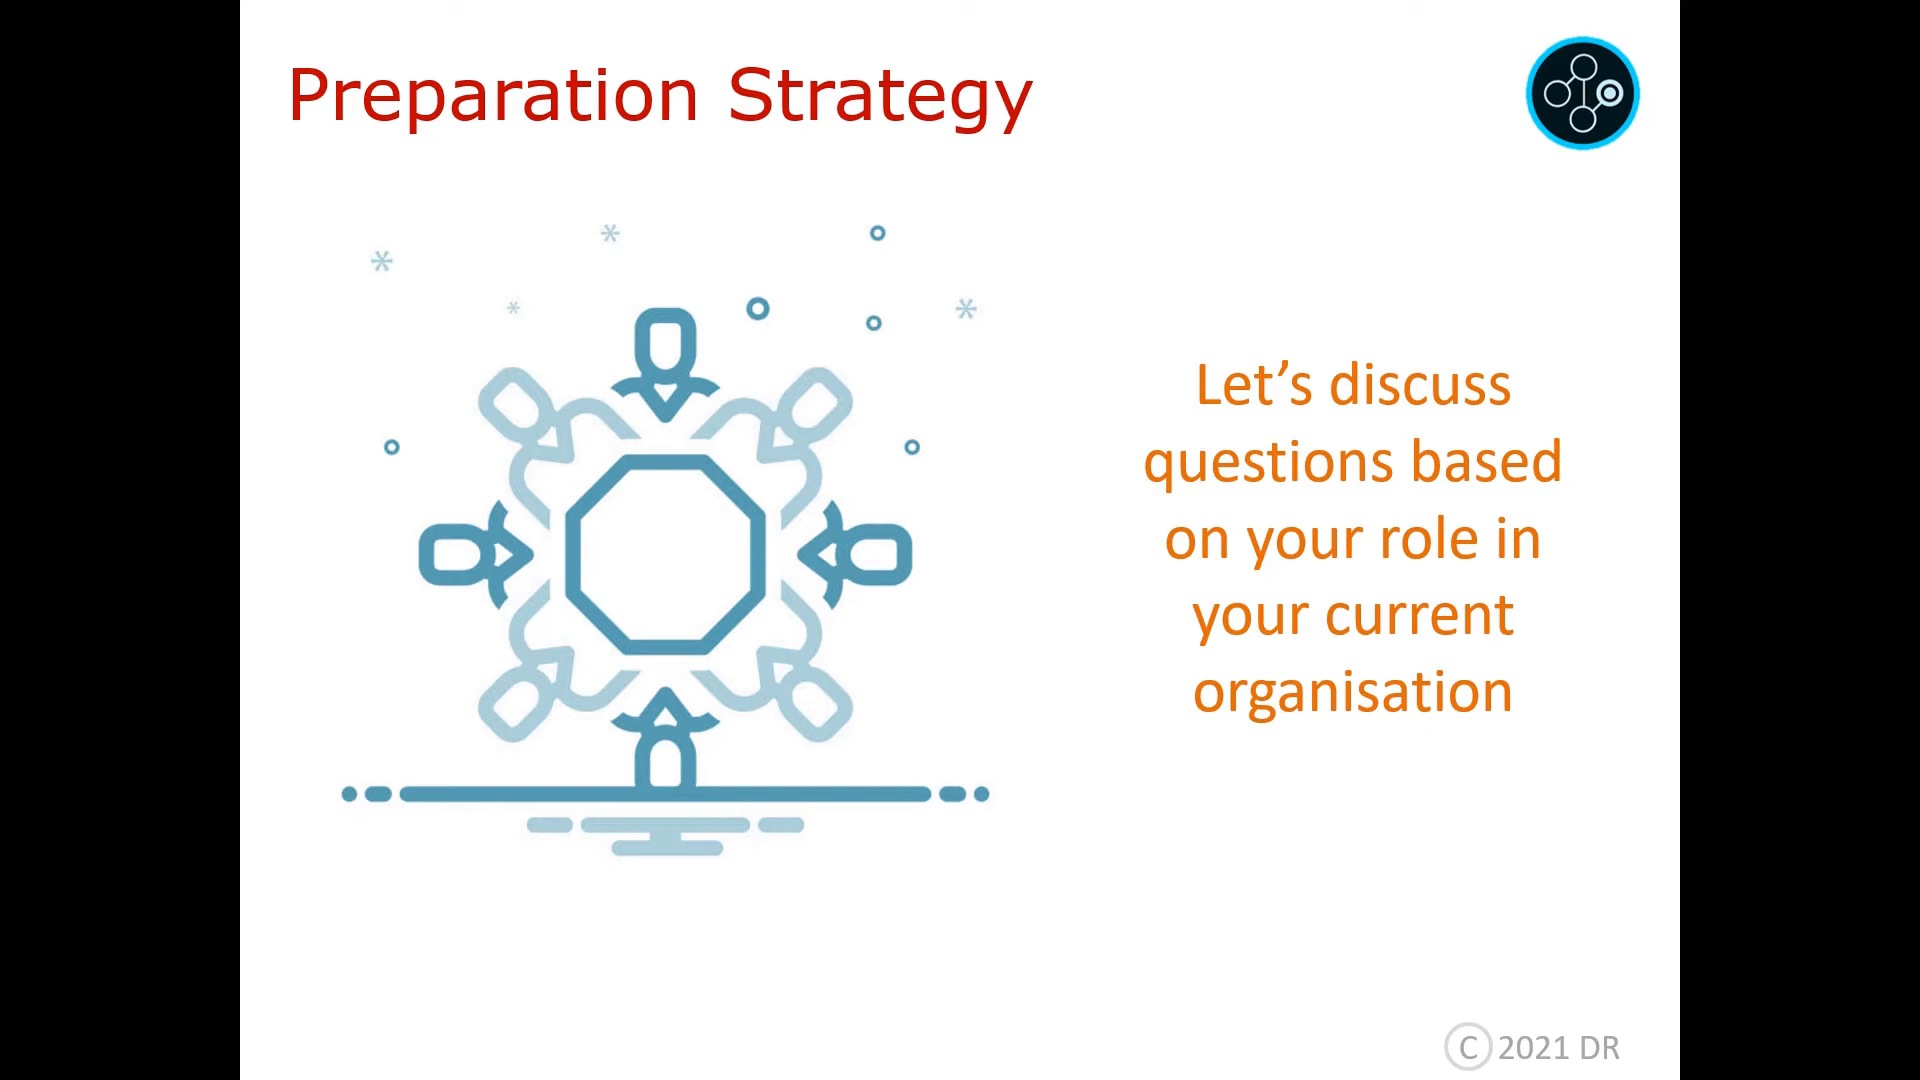 Preparation Strategy
Let’s discuss
questions based
on your role in
your current
organisation
© 2021 DR